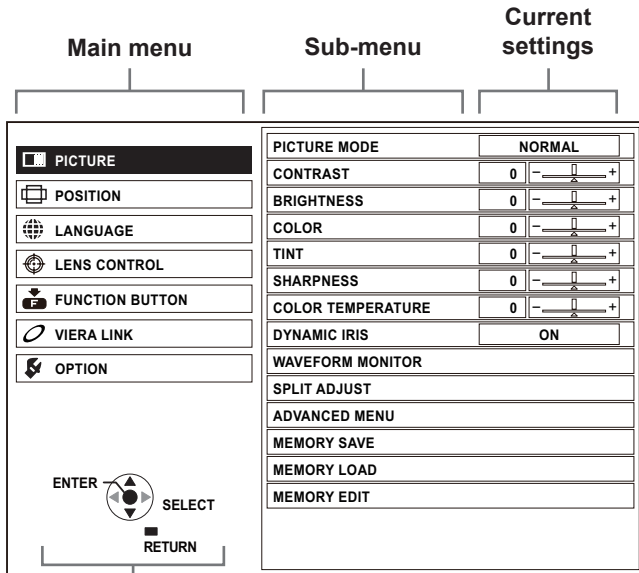 Main menu
Sub-menu
Current
settings
PICTURE
POSITION
LANGUAGE
LENS CONTROL
F FUNCTION BUTTON
VIERA LINK
OPTION
PICTURE MODE NORMAL
CONTRAST 0 - +
BRIGHTNESS 0 - +
COLOR 0 - +
TINT 0 - +
SHARPNESS 0 - +
COLOR TEMPERATURE 0 - +
DYNAMIC IRIS ON
WAVEFORM MONITOR
SPLIT ADJUST
ADVANCED MENU
MEMORY SAVE
MEMORY LOAD
MEMORY EDIT
ENTER
SELECT
RETURN